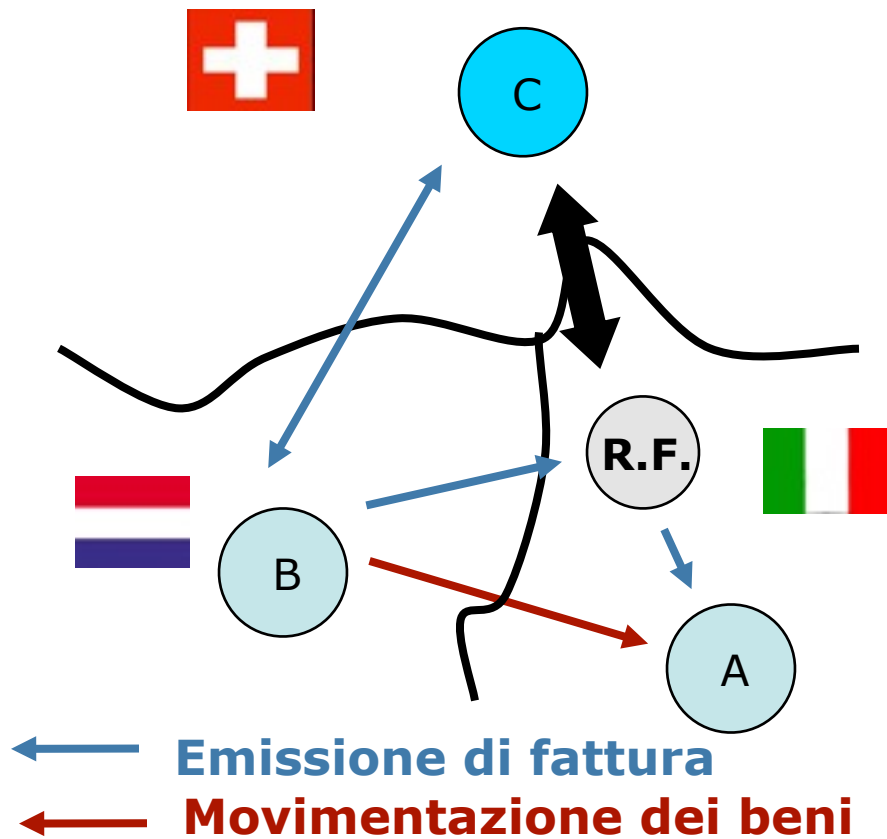 C
R.F.
B
A
Emissione di fattura
Movimentazione dei beni